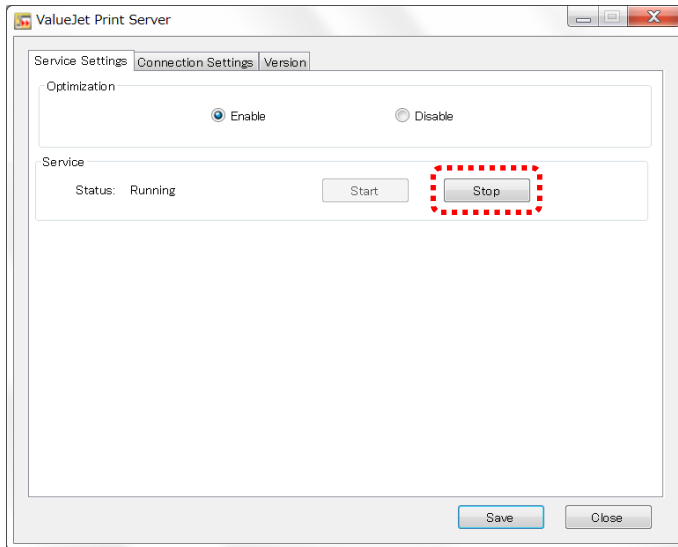 ValueJet Print Server
Service Settings Connection Settings Version
Optimization
Enable Disable
Service
Status: Running Start Stop
Save Close